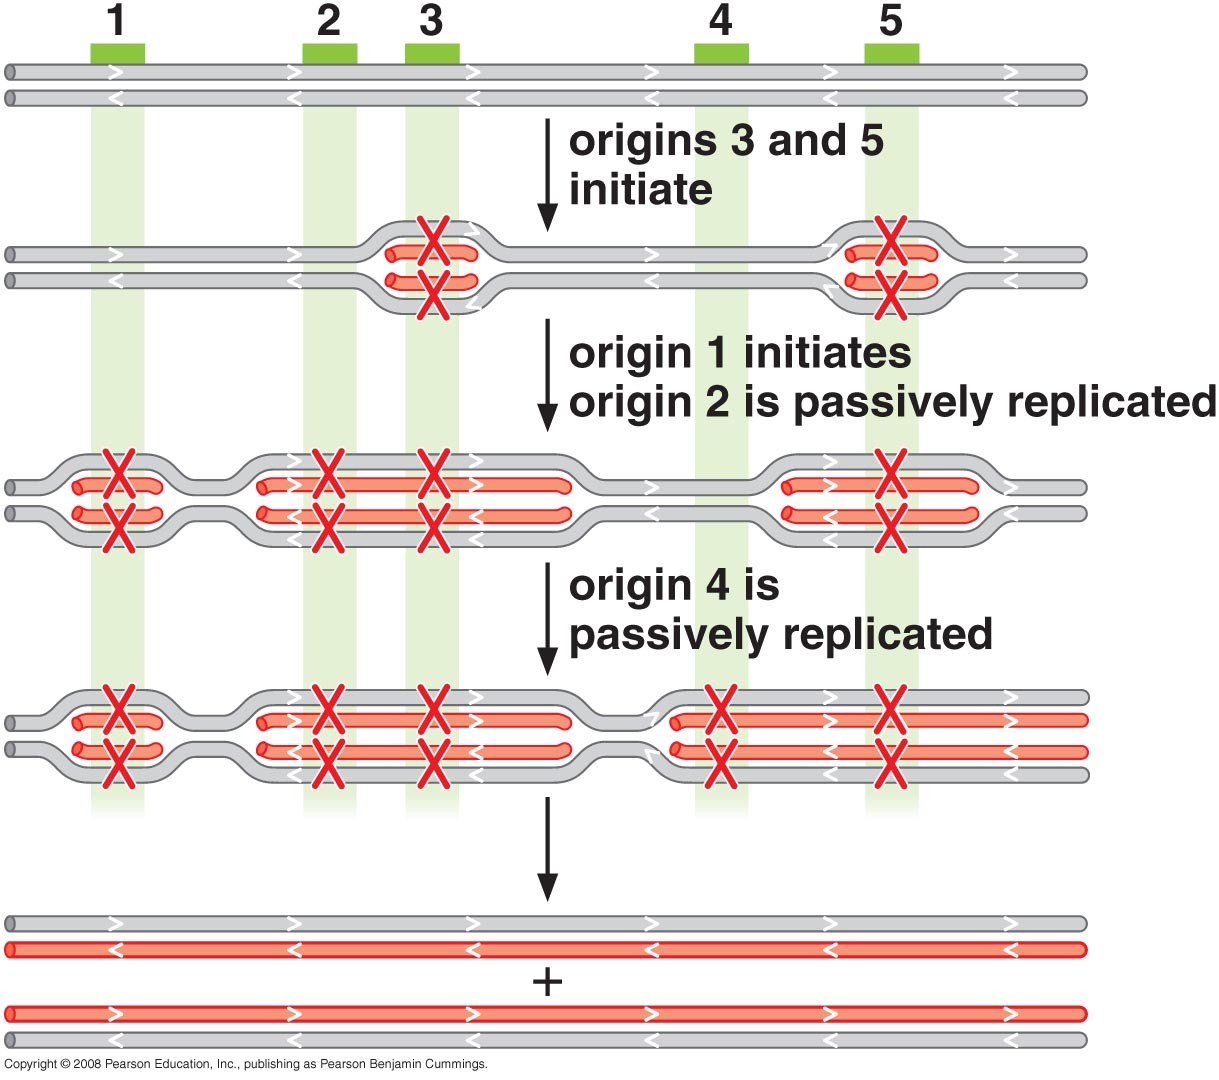 1 2 3 4 5
origins 3 and 5
initiate
origin 1 initiates
origin 2 is passively replicated
origin 4 is
passively replicated
+
Copyright © 2008 Pearson Education, Inc., publishing as Pearson Benjamin Cummings.